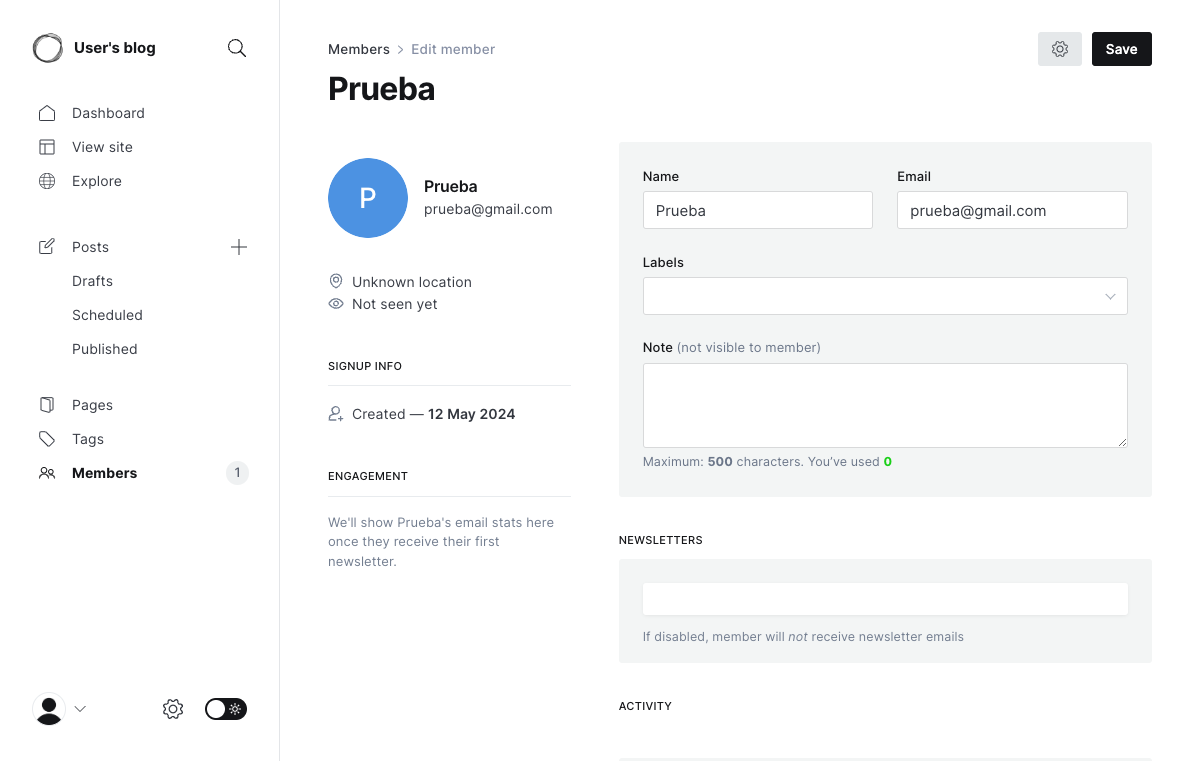 User's blog
Dashboard
View site
Explore
Posts
Drafts
Scheduled
Published
Pages
Tags
Members 1
Members > Edit member
Save
Prueba
P
Prueba
prueba@gmail.com
Unknown location
Not seen yet
SIGNUP INFO
Created — 12 May 2024
ENGAGEMENT
We'll show Prueba's email stats here
once they receive their first
newsletter.
Name
Prueba
Email
prueba@gmail.com
Labels
Note (not visible to member)
Maximum: 500 characters. You’ve used 0
NEWSLETTERS
If disabled, member will not receive newsletter emails
ACTIVITY